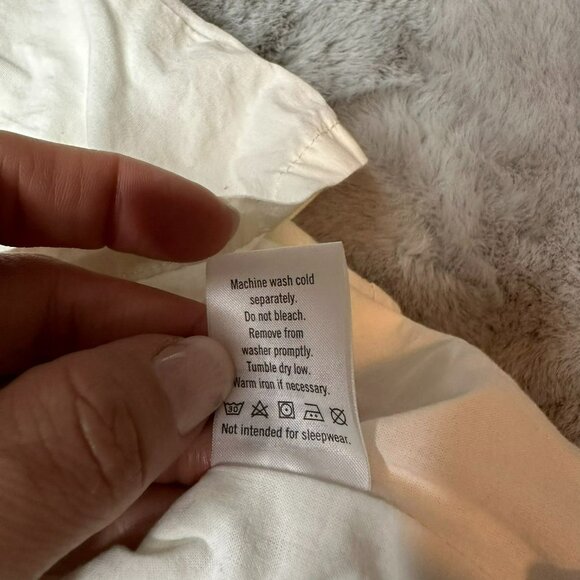 Machine wash cold
separately.
Do not bleach.
Remove from
washer promptly.
Tumble dry low.
Warm iron if necessary.
30
Not intended for sleepwear.